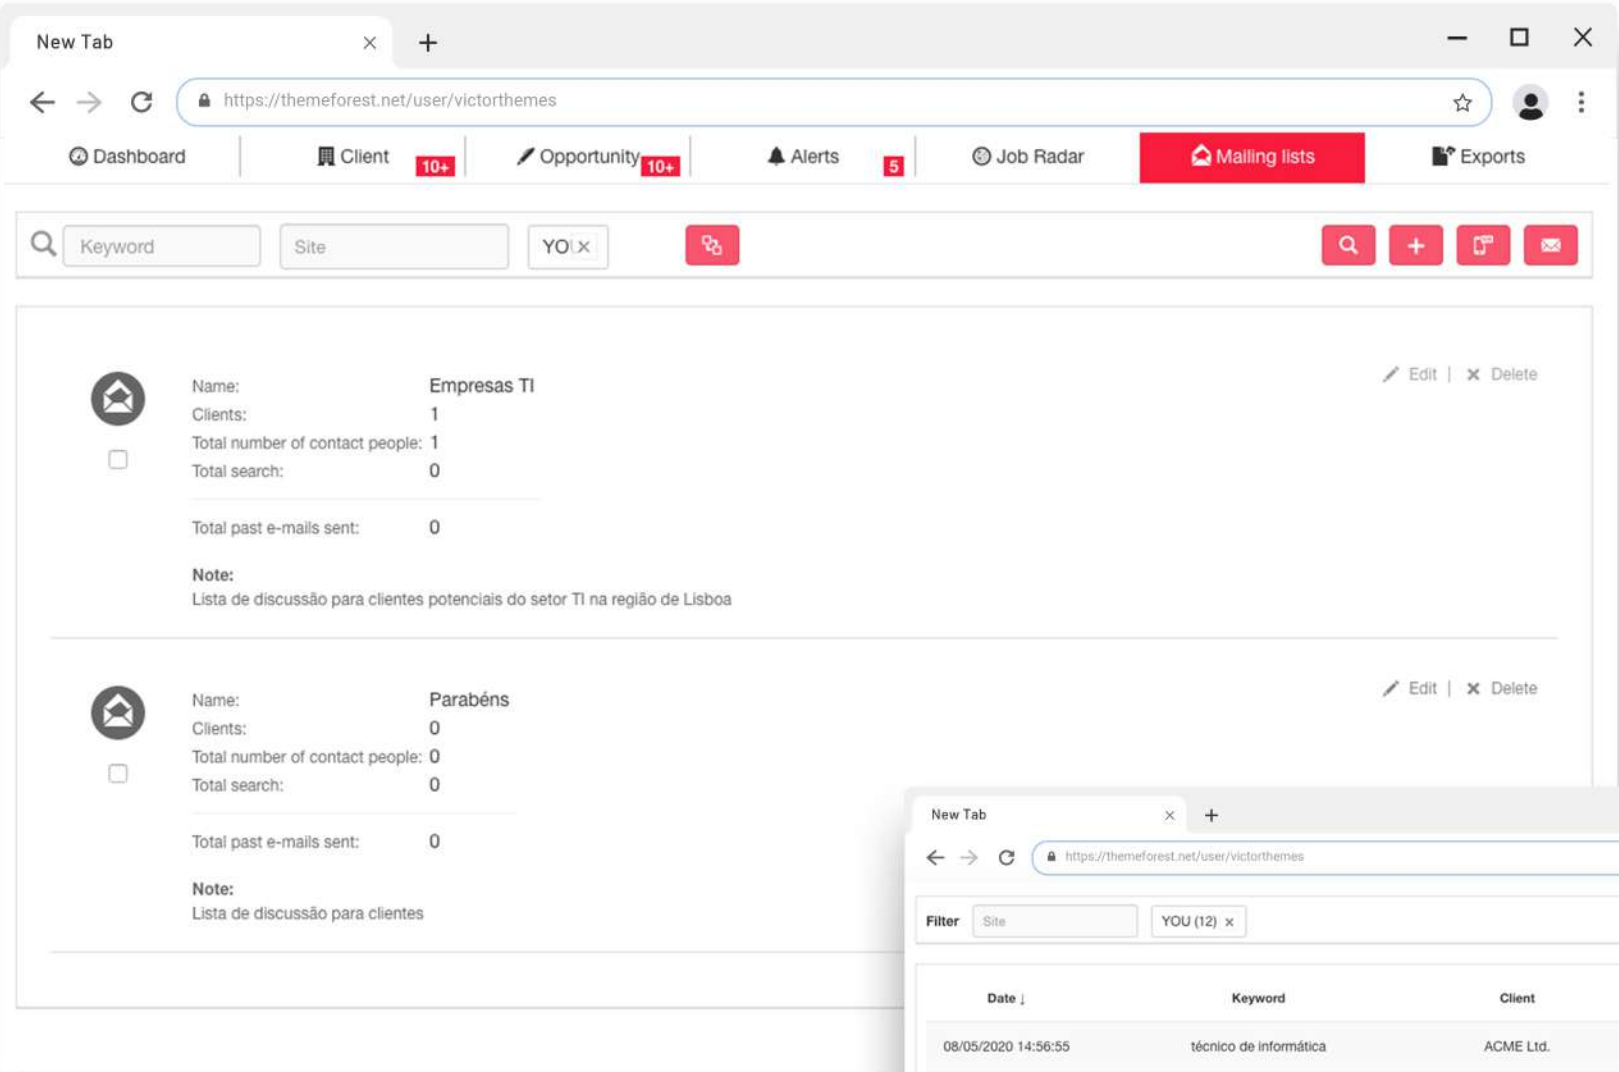 New Tab
https://themeforest.net/user/victorthemes
Dashboard Client 10+ Opportunity 10+ Alerts 5 Job Radar Mailing lists Exports
Keyword Site YO
Name: Empresas TI Edit | Delete
Clients: 1
Total number of contact people: 1
Total search: 0
Total past e-mails sent: 0
Note:
Lista de discussão para clientes potenciais do setor TI na região de Lisboa
Name: Parabéns Edit | Delete
Clients: 0
Total number of contact people: 0
Total search: 0
Total past e-mails sent: 0
Note:
Lista de discussão para clientes
New Tab
https://themeforest.net/user/victorthemes
Filter Site YOU (12)
Date ↓ Keyword Client
08/05/2020 14:56:55 técnico de informática ACME Ltd.